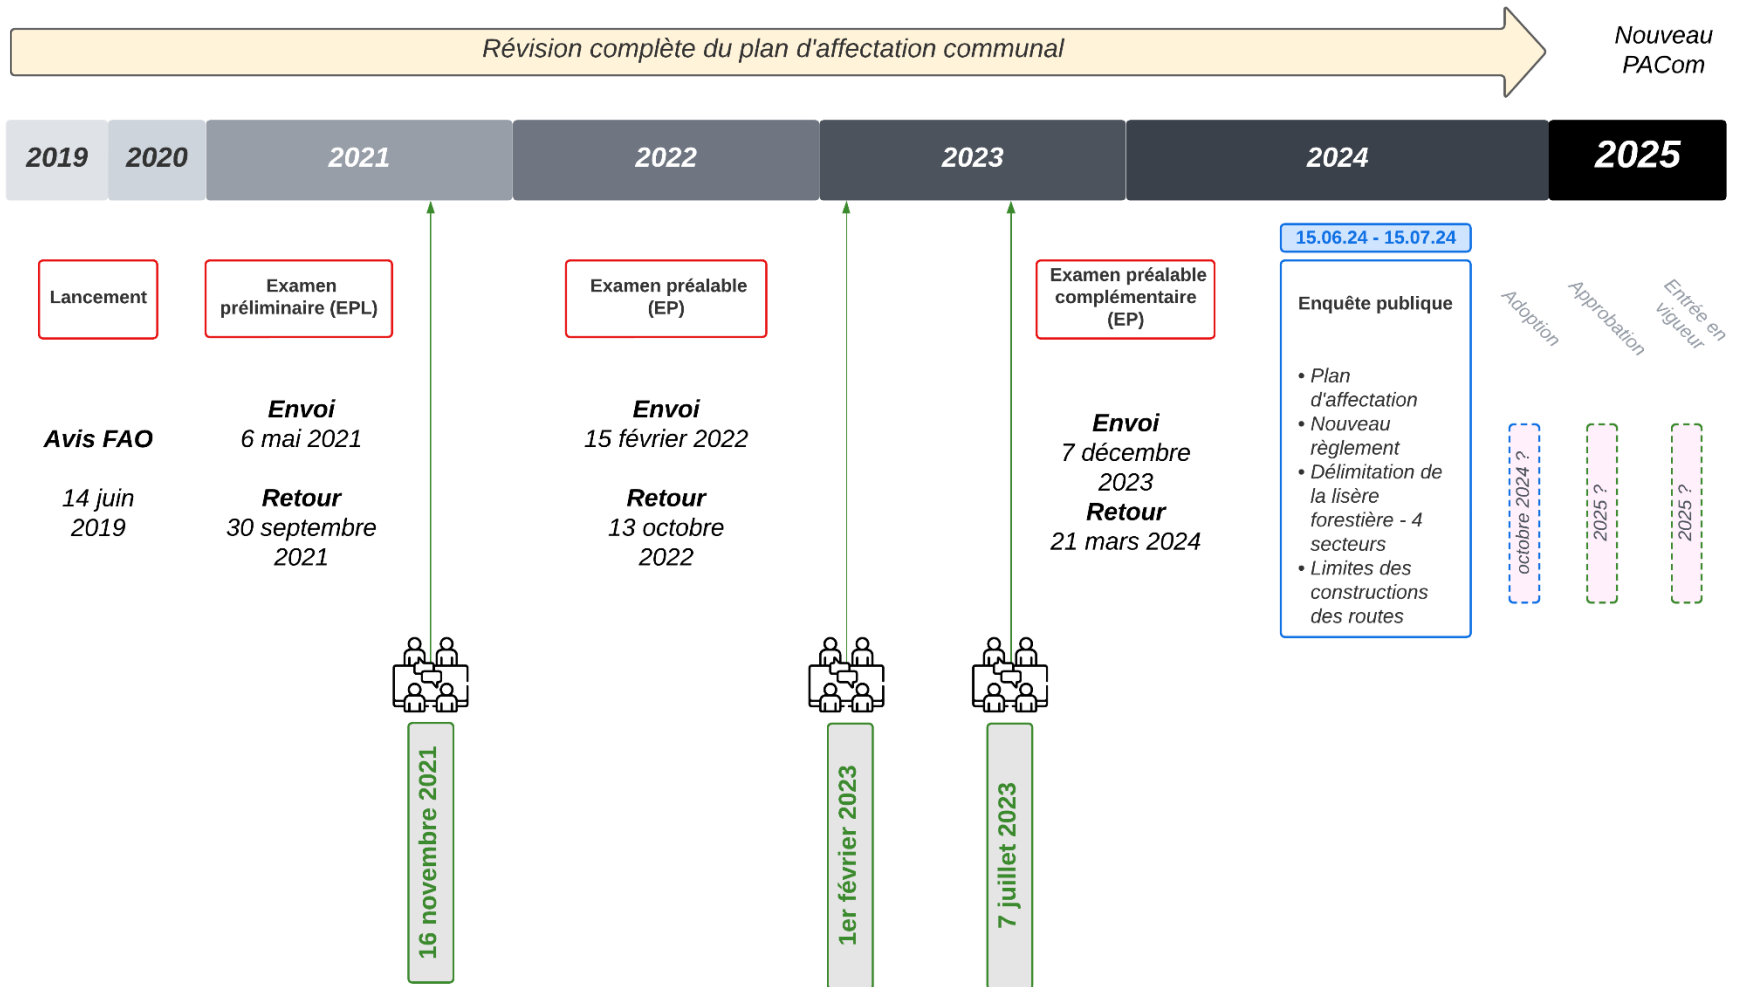 Révision complète du plan d'affectation communal
Nouveau
PACom
2019
2020
2021
2022
2023
2024
2025
Lancement
Avis FAO
14 juin
2019
Examen
préliminaire (EPL)
Envoi
6 mai 2021
Retour
30 septembre
2021
Examen préalable
(EP)
Envoi
15 février 2022
Retour
13 octobre
2022
Examen préalable
complémentaire
(EP)
Envoi
7 décembre
2023
Retour
21 mars 2024
15.06.24 - 15.07.24
Enquête publique
• Plan
d'affectation
• Nouveau
règlement
• Délimitation de
la lisère
forestière - 4
secteurs
• Limites des
constructions
des routes
Adoption
octobre 2024 ?
Approbation
2025 ?
Entrée en
vigueur
2025 ?
16 novembre 2021
1er février 2023
7 juillet 2023